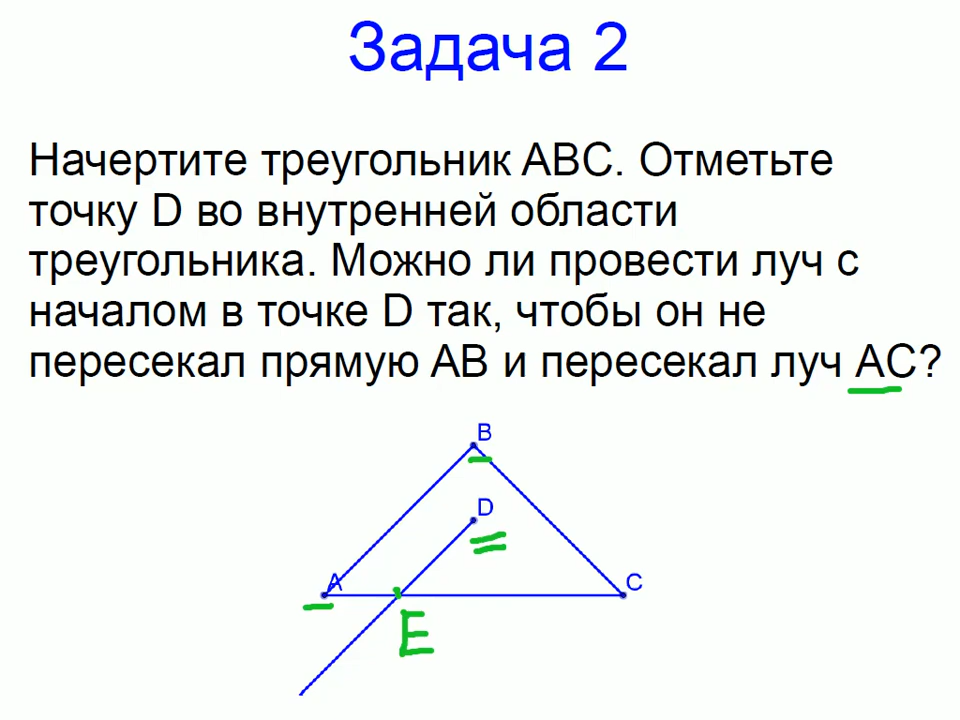 Задача 2
Начертите треугольник ABC. Отметьте
точку D во внутренней области
треугольника. Можно ли провести луч с
началом в точке D так, чтобы он не
пересекал прямую AB и пересекал луч AC?
B
D
A
C
E